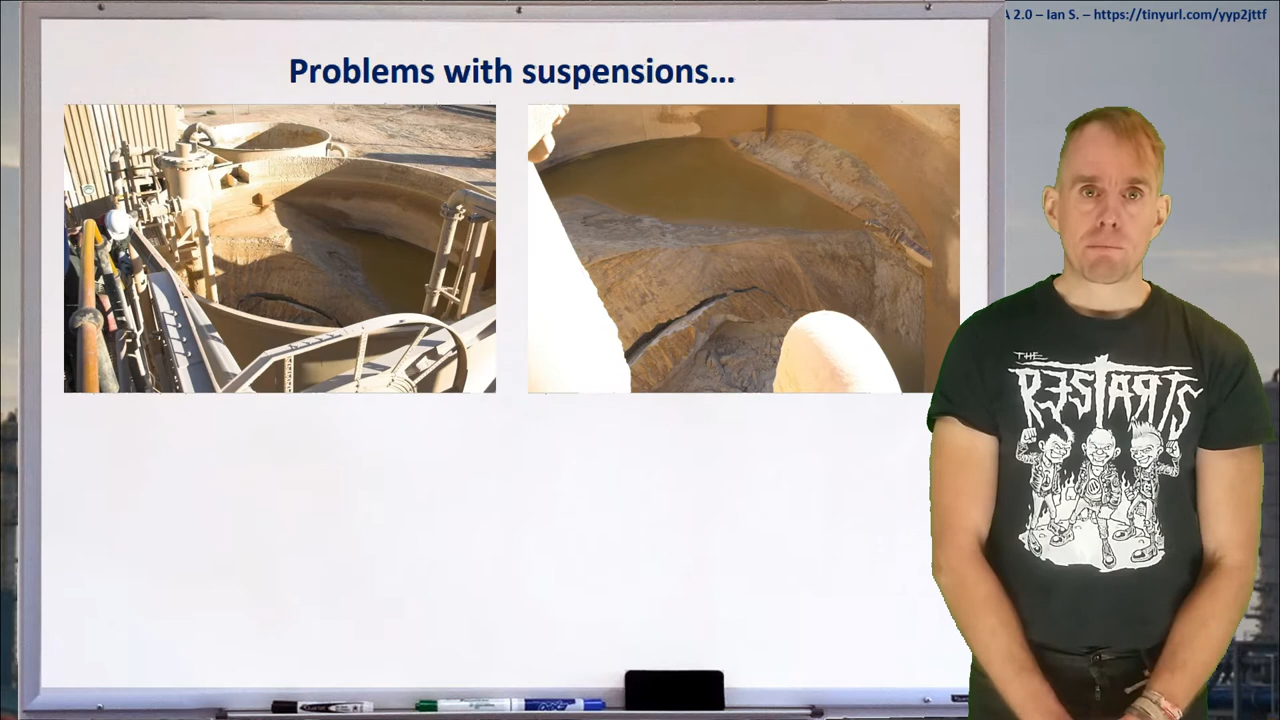 A 2.0 – Ian S. – https://tinyurl.com/yyp2jttf
Problems with suspensions...
THE
RESTARTS